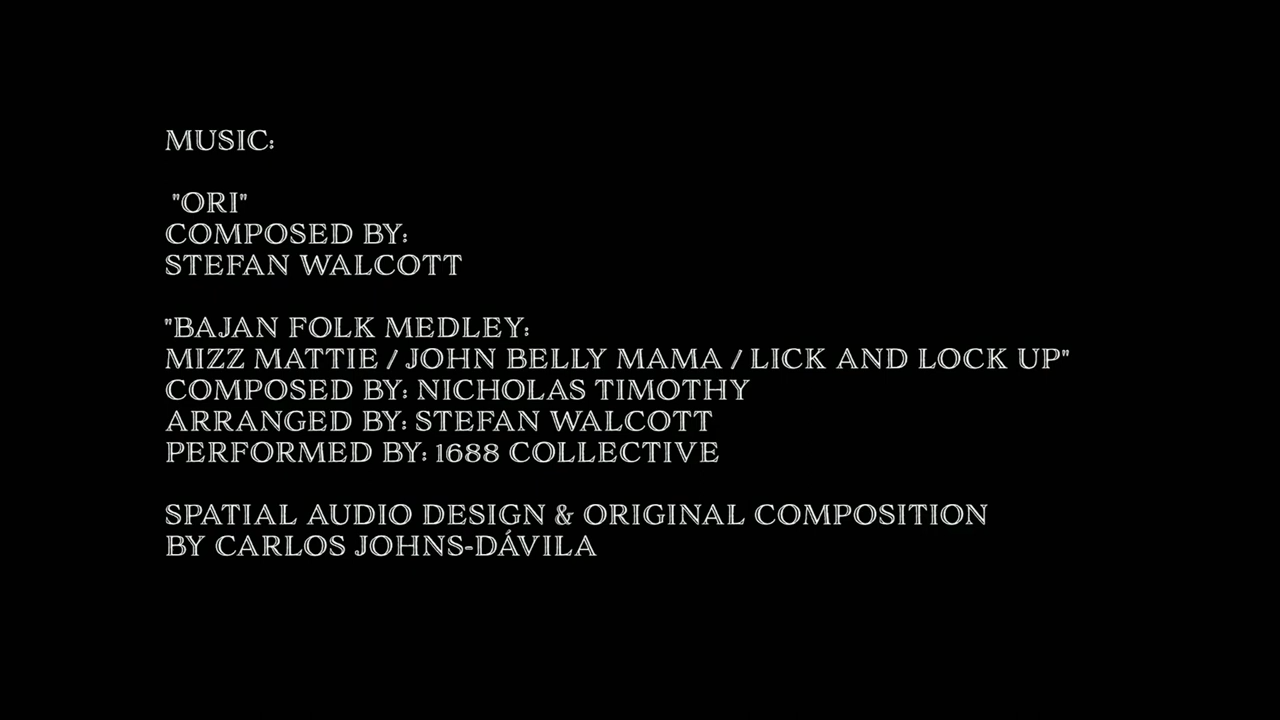 MUSIC:
"ORI"
COMPOSED BY:
STEFAN WALCOTT
"BAJAN FOLK MEDLEY:
MIZZ MATTIE / JOHN BELLY MAMA / LICK AND LOCK UP"
COMPOSED BY: NICHOLAS TIMOTHY
ARRANGED BY: STEFAN WALCOTT
PERFORMED BY: 1688 COLLECTIVE
SPATIAL AUDIO DESIGN & ORIGINAL COMPOSITION
BY CARLOS JOHNS-DÁVILA